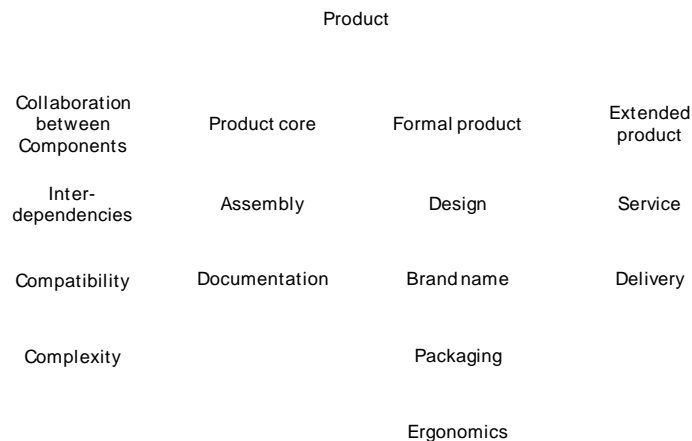 Product
Collaboration
between
Components
Product core
Formal product
Extended
product
Inter-
dependencies
Assembly
Design
Service
Compatibility
Documentation
Brand name
Delivery
Complexity
Packaging
Ergonomics